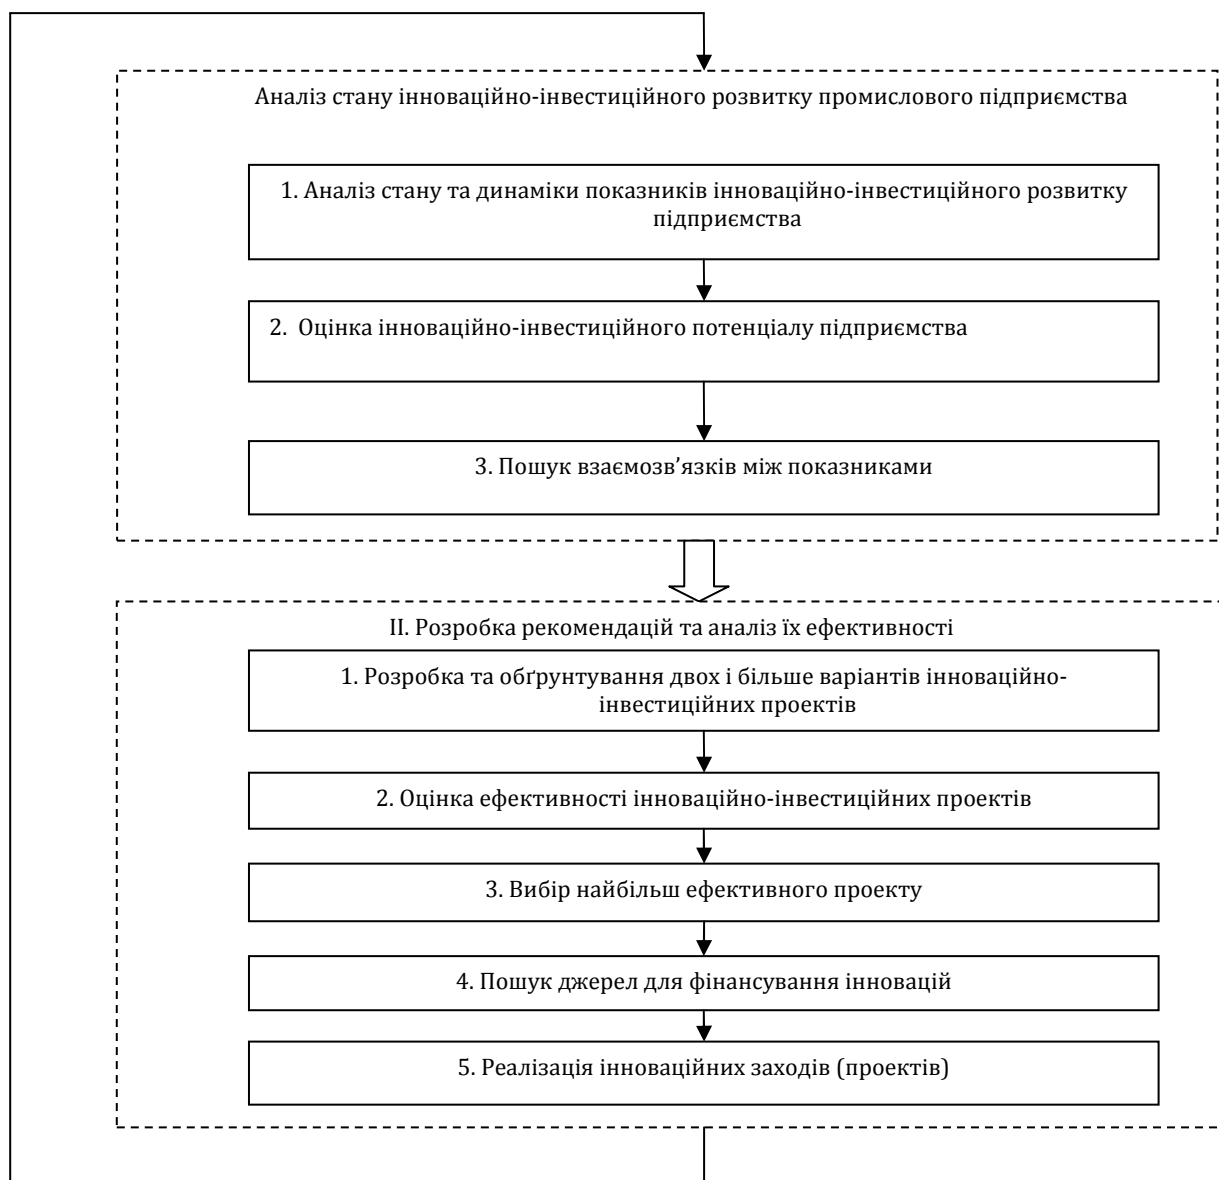 Аналіз стану інноваційно-інвестиційного розвитку промислового підприємства
1. Аналіз стану та динаміки показників інноваційно-інвестиційного розвитку
підприємства
2. Оцінка інноваційно-інвестиційного потенціалу підприємства
3. Пошук взаємозв’язків між показниками
ІІ. Розробка рекомендацій та аналіз їх ефективності
1. Розробка та обґрунтування двох і більше варіантів інноваційно-
інвестиційних проектів
2. Оцінка ефективності інноваційно-інвестиційних проектів
3. Вибір найбільш ефективного проекту
4. Пошук джерел для фінансування інновацій
5. Реалізація інноваційних заходів (проектів)